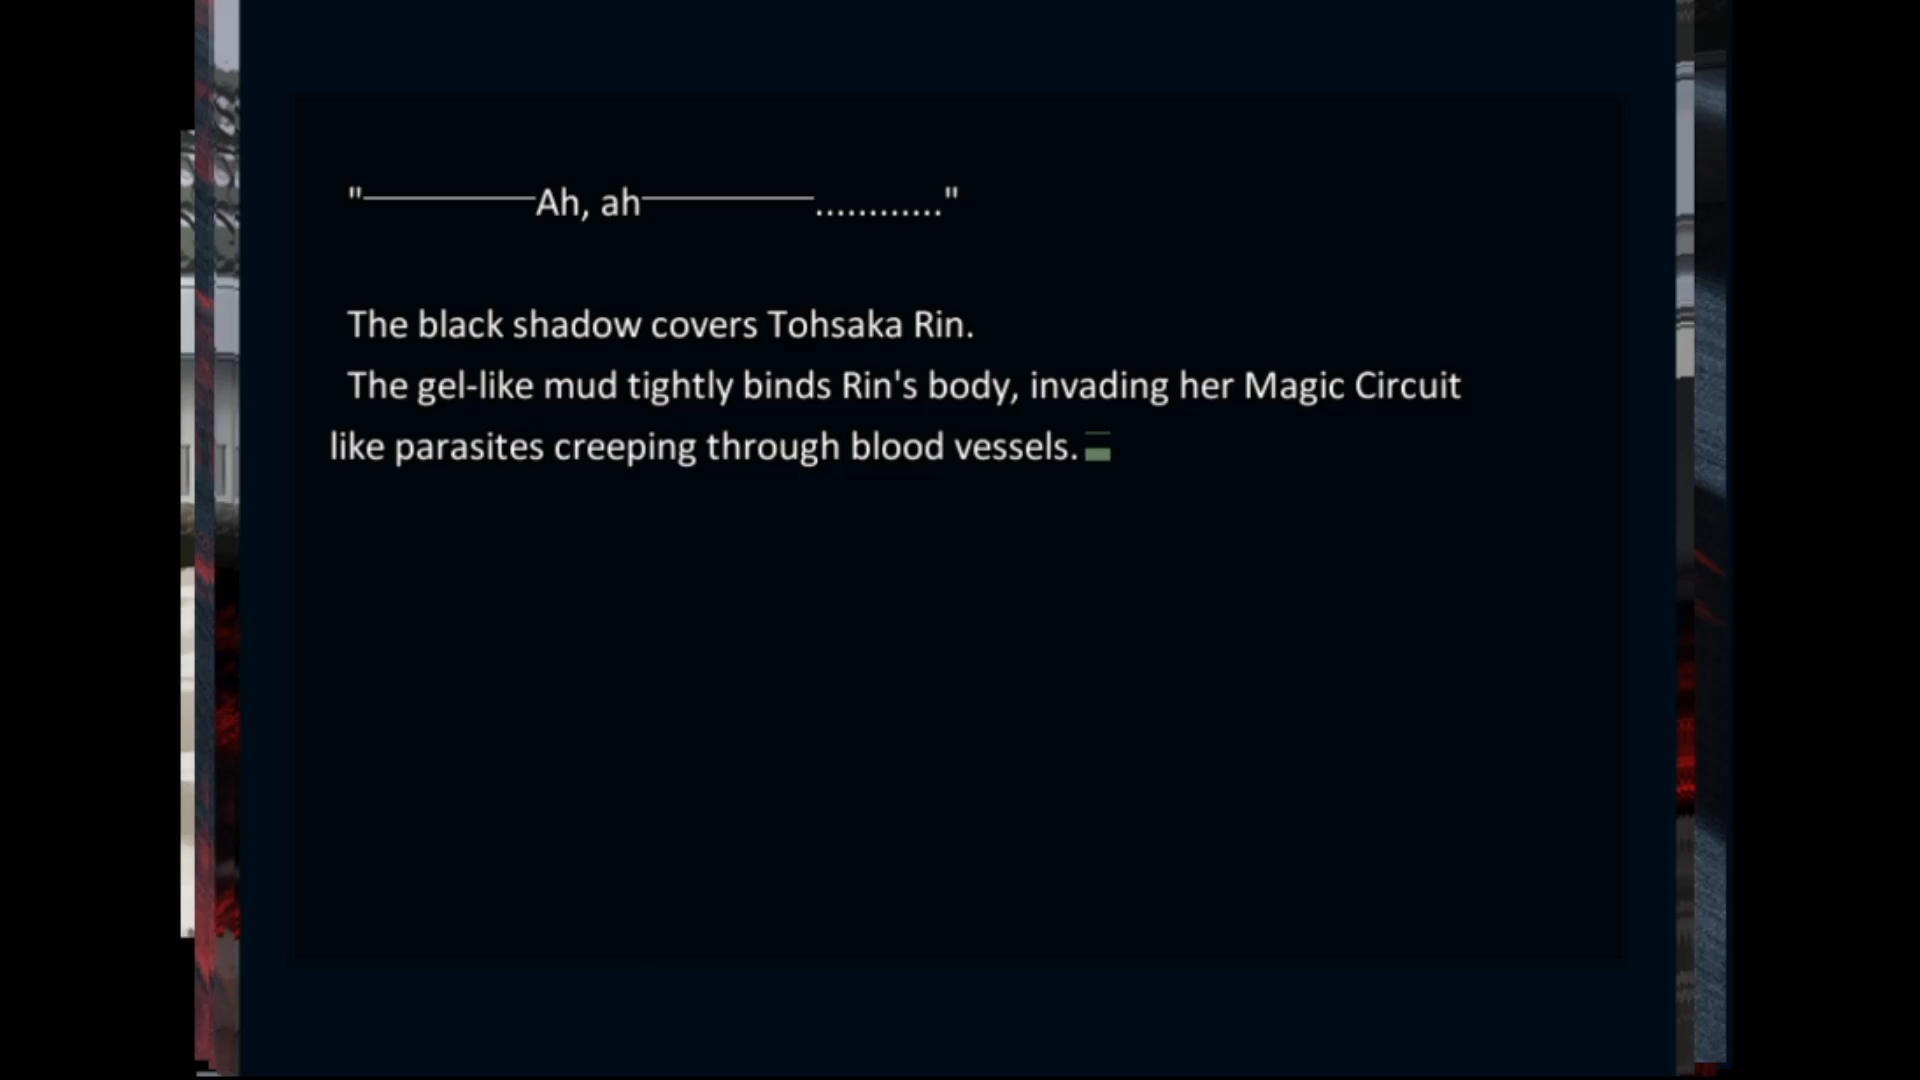 "————Ah, ah————............"
The black shadow covers Tohsaka Rin.
The gel-like mud tightly binds Rin's body, invading her Magic Circuit
like parasites creeping through blood vessels.